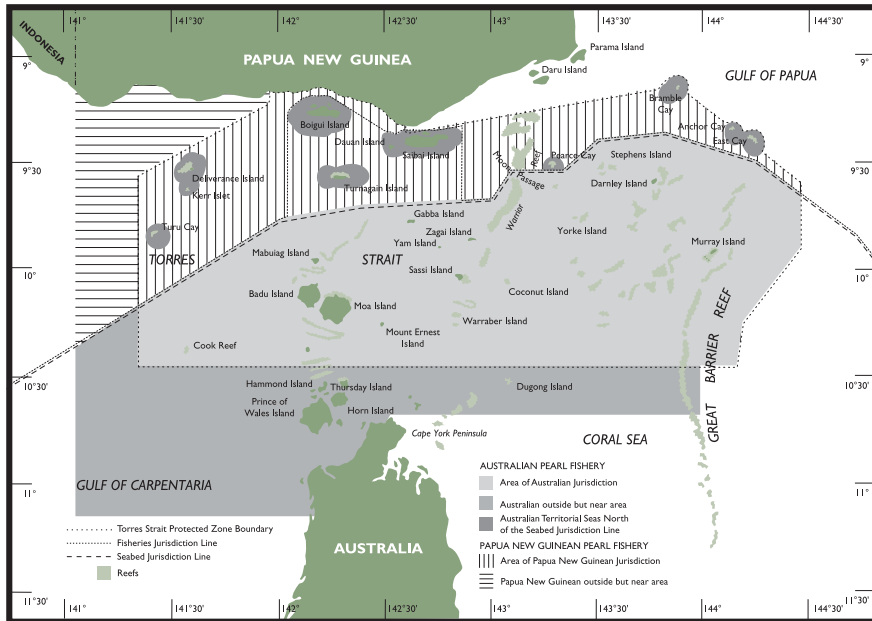 141°
141°30'
142°
142°30'
143°
143°30'
144°
144°30'
INDONESIA
PAPUA NEW GUINEA
Parama Island
Daru Island
GULF OF PAPUA
9°
9°
Bramble
Cay
Boigui Island
Anchor Cay
East Cay
Dauan Island
Saibai Island
Moon
Passage
Reef
Warrior
Pearce Cay
Stephens Island
9°30'
9°30'
Deliverance Island
Kerr Islet
Turnagain Island
Darnley Island
Gabba Island
Turu Cay
Zagai Island
Yam Island
Yorke Island
Murray Island
Mabuiag Island
TORRES
STRAIT
10°
10°
Sassi Island
Badu Island
Moa Island
Coconut Island
Warraber Island
Mount Ernest
Island
Cook Reef
GREAT BARRIER REEF
10°30'
10°30'
Hammond Island
Thursday Island
Dugong Island
Prince of
Wales Island
Horn Island
Cape York Peninsula
CORAL SEA
GULF OF CARPENTARIA
11°
11°
AUSTRALIAN PEARL FISHERY
Area of Australian Jurisdiction
Australian outside but near area
Australian Territorial Seas North
of the Seabed Jurisdiction Line
PAPUA NEW GUINEAN PEARL FISHERY
Area of Papua New Guinean Jurisdiction
Papua New Guinean outside but near area
Torres Strait Protected Zone Boundary
Fisheries Jurisdiction Line
Seabed Jurisdiction Line
Reefs
AUSTRALIA
11°30'
11°30'
141°
141°30'
142°
142°30'
143°
143°30'
144°
144°30'